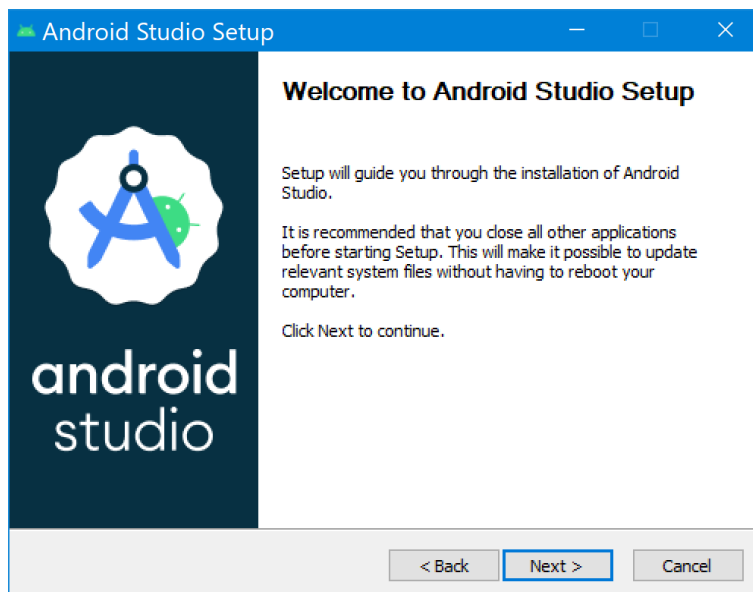 Android Studio Setup
Welcome to Android Studio Setup
Setup will guide you through the installation of Android
Studio.
It is recommended that you close all other applications
before starting Setup. This will make it possible to update
relevant system files without having to reboot your
computer.
Click Next to continue.
android
studio
< Back
Next >
Cancel